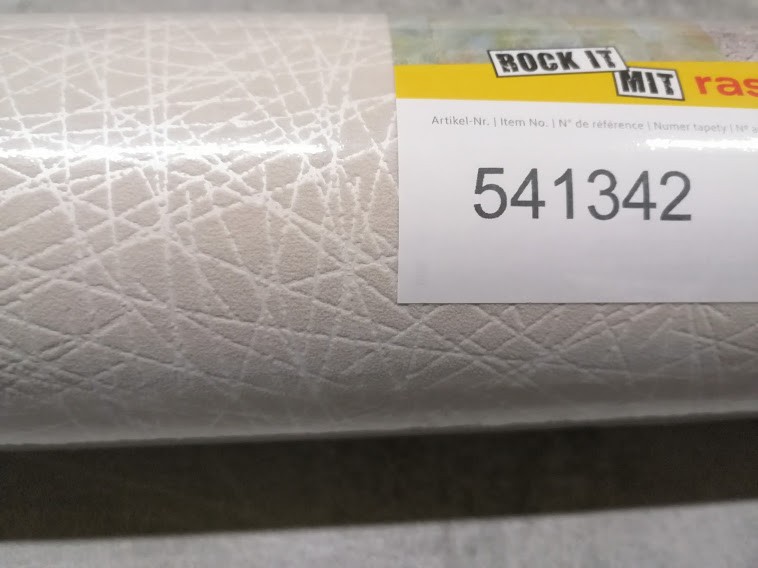 ROCK IT
MIT ras
Artikel-Nr. | Item No. | N° de référence | Numer tapety | N°
541342